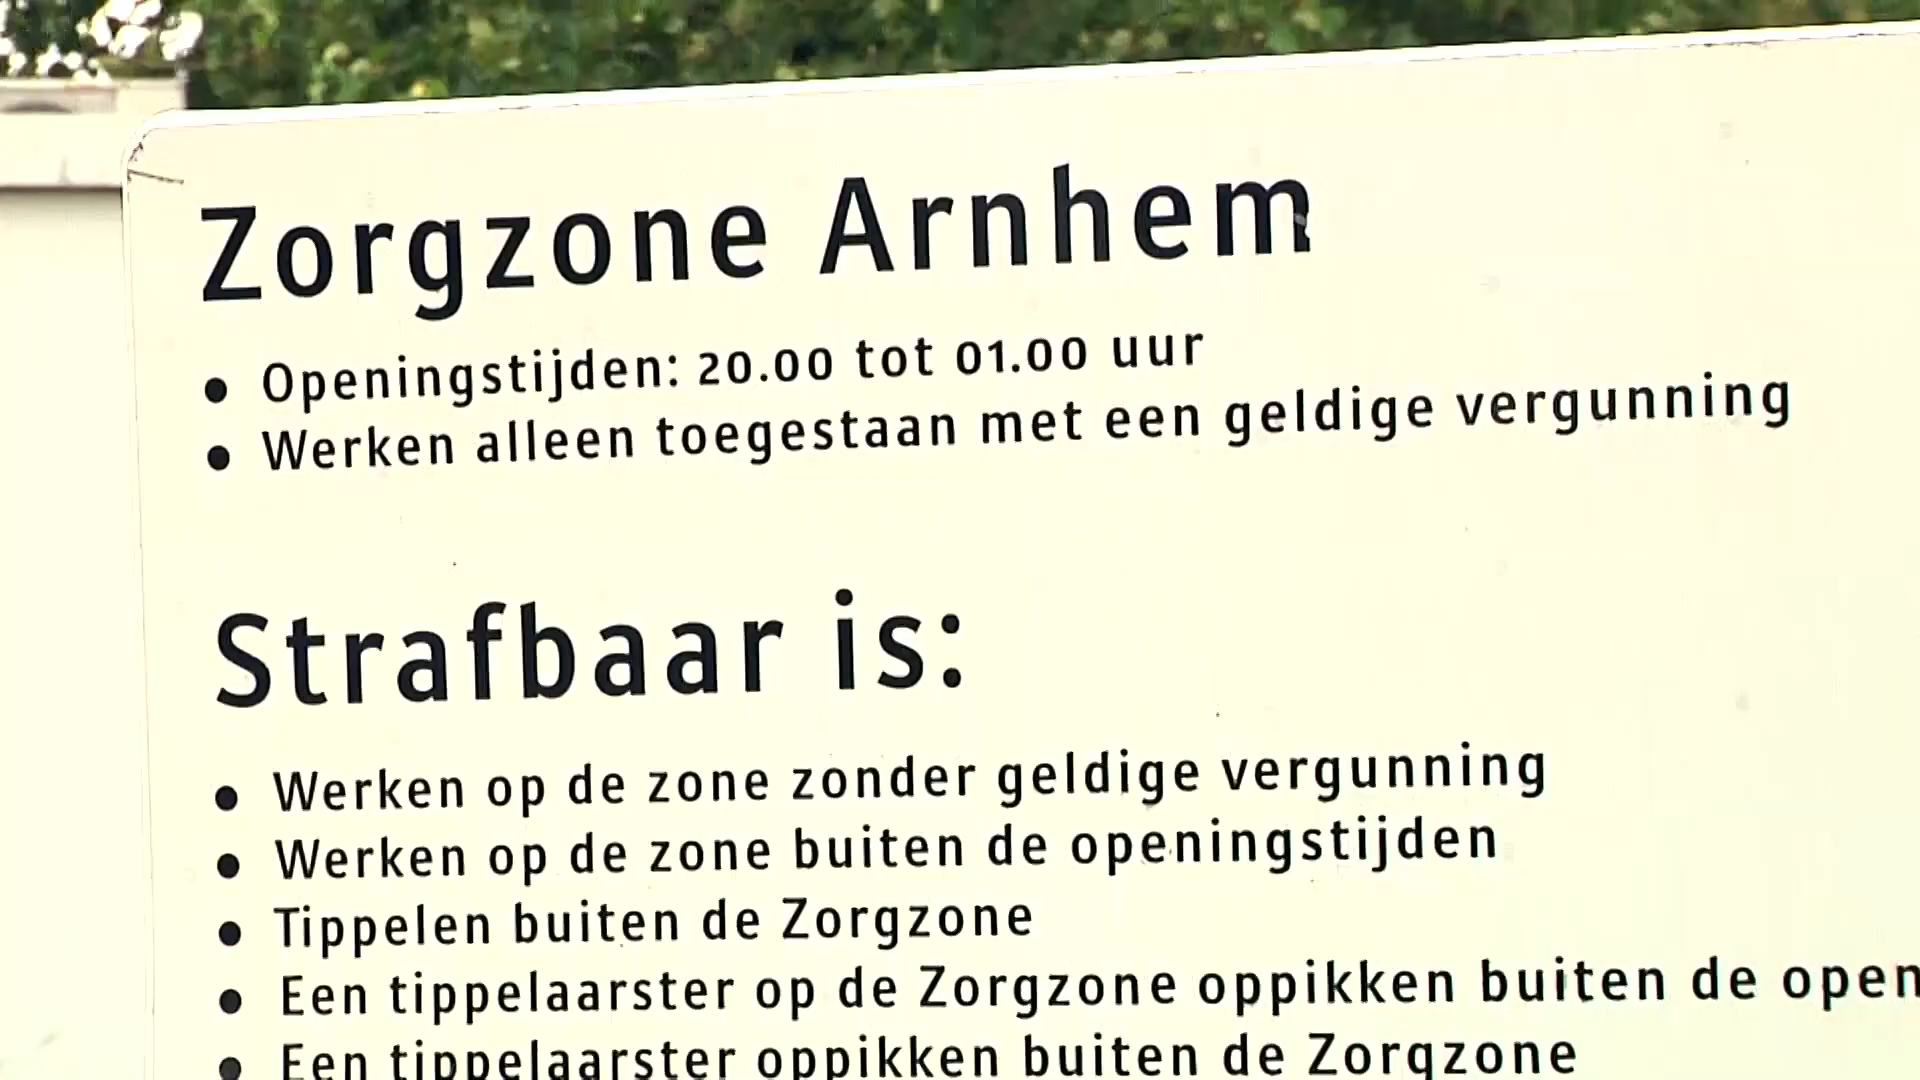 Zorgzone Arnhem
• Openingstijden: 20.00 tot 01.00 uur
• Werken alleen toegestaan met een geldige vergunning
Strafbaar is:
• Werken op de zone zonder geldige vergunning
• Werken op de zone buiten de openingstijden
• Tippelen buiten de Zorgzone
• Een tippelaarster op de Zorgzone oppikken buiten de open
• Een tippelaarster oppikken buiten de Zorgzone